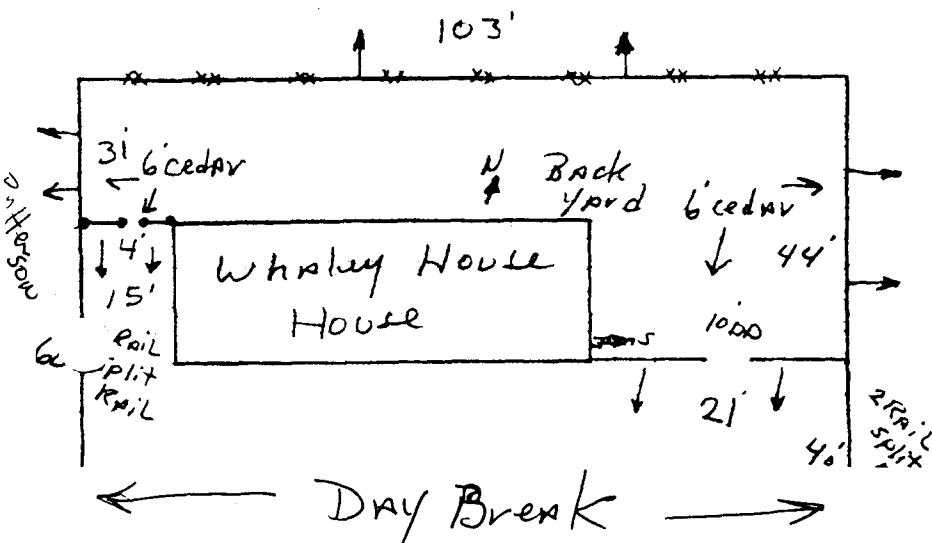 103'
31
6' cedar
N
Back
Yard
6' cedar
44'
4'
15'
Whaley House
House
10DD
Rail
split
Rail
21'
2 Rail
split
40'
Day Break